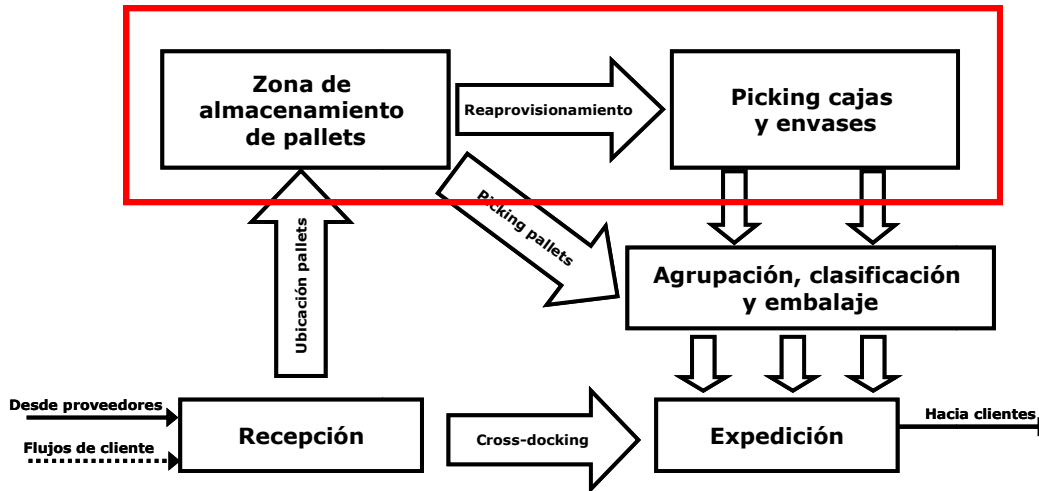 Zona de
almacenamiento
de pallets
Reaprovisionamiento
Picking cajas
y envases
Picking pallets
Ubicación pallets
Agrupación, clasificación
y embalaje
Desde proveedores
Flujos de cliente
Recepción
Cross-docking
Expedición
Hacia clientes